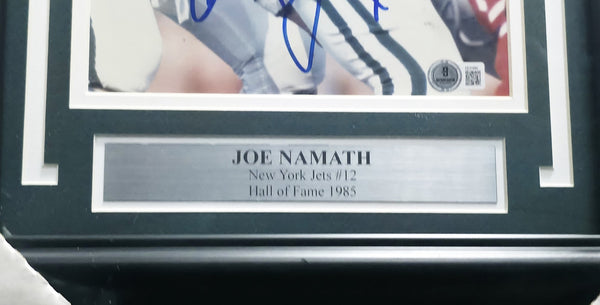 JOE NAMATH
New York Jets #12
Hall of Fame 1985